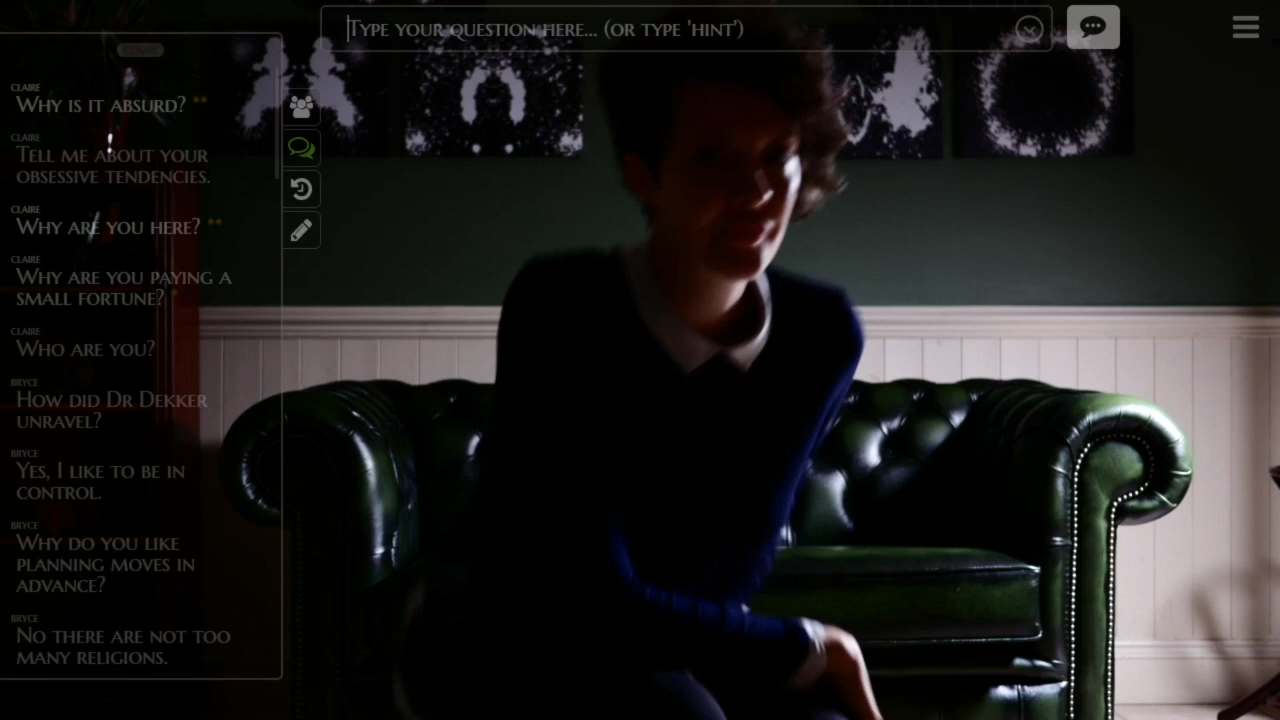 Type your question here... (or type 'hint')
CLAIRE
Why is it absurd? **
CLAIRE
Tell me about your
obsessive tendencies.
CLAIRE
Why are you here? **
CLAIRE
Why are you paying a
small fortune? *
CLAIRE
Who are you?
BRYCE
How did Dr Dekker
unravel?
BRYCE
Yes, I like to be in
control.
BRYCE
Why do you like
planning moves in
advance?
BRYCE
No there are not too
many religions.